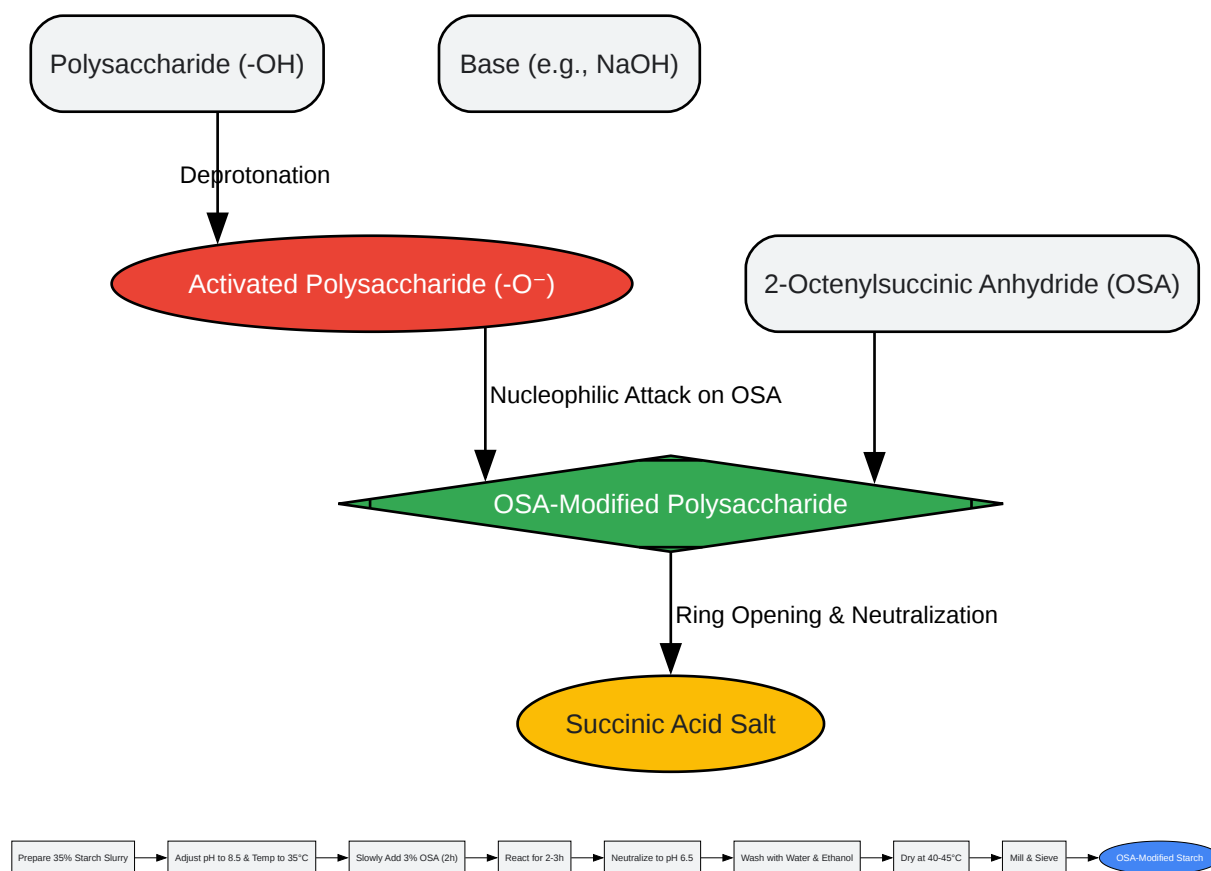 Polysaccharide (-OH)
Base (e.g., NaOH)
Deprotonation
Activated Polysaccharide (-O⁻)
2-Octenylsuccinic Anhydride (OSA)
Nucleophilic Attack on OSA
OSA-Modified Polysaccharide
Ring Opening & Neutralization
Succinic Acid Salt
Prepare 35% Starch Slurry
Adjust pH to 8.5 & Temp to 35°C
Slowly Add 3% OSA (2h)
React for 2-3h
Neutralize to pH 6.5
Wash with Water & Ethanol
Dry at 40-45°C
Mill & Sieve
OSA-Modified Starch